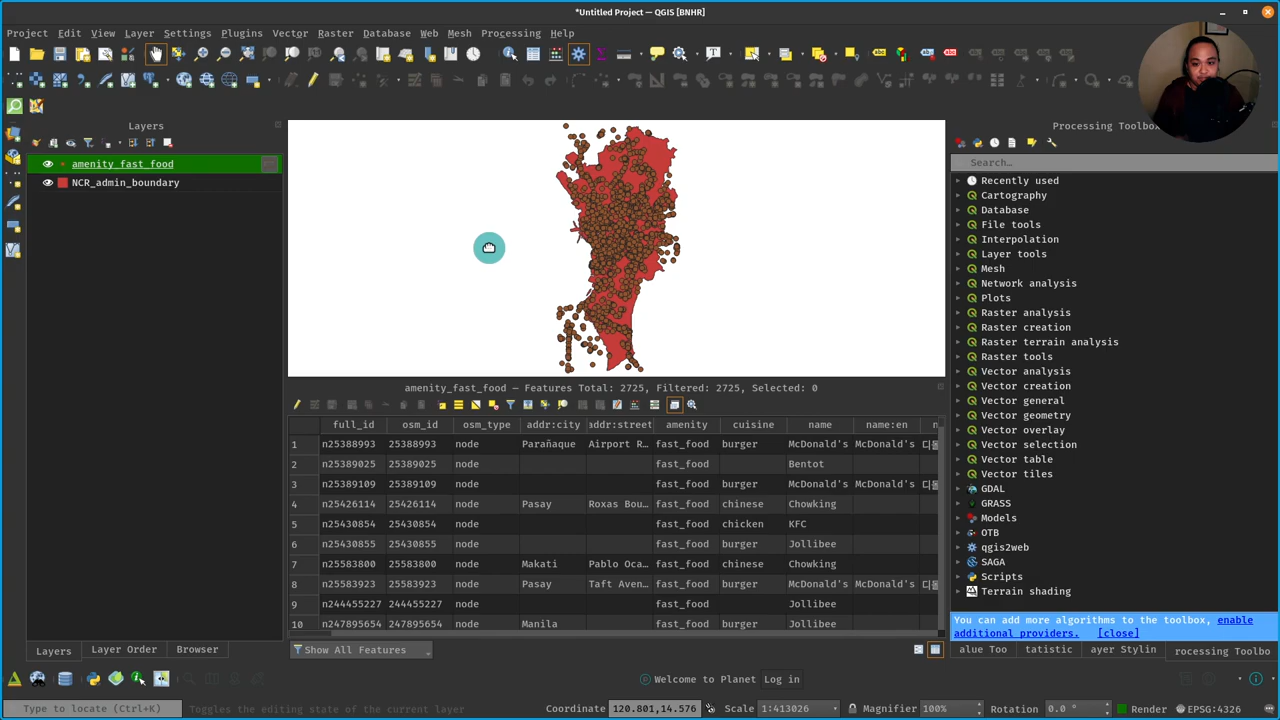 *Untitled Project — QGIS [BNHR]
Project Edit View Layer Settings Plugins Vector Raster Database Web Mesh Processing Help
Layers
Processing Toolbox
amenity_fast_food
NCR_admin_boundary
Search...
Recently used
Cartography
Database
File tools
Interpolation
Layer tools
Mesh
Network analysis
Plots
Raster analysis
Raster creation
Raster terrain analysis
Raster tools
Vector analysis
Vector creation
Vector general
Vector geometry
Vector overlay
Vector selection
Vector table
Vector tiles
GDAL
GRASS
Models
OTB
qgis2web
SAGA
Scripts
Terrain shading
amenity_fast_food — Features Total: 2725, Filtered: 2725, Selected: 0
full_id osm_id osm_type addr:city addr:street amenity cuisine name name:en n
1 n25388993 25388993 node Parañaque Airport R… fast_food burger McDonald's McDonald's
2 n25389025 25389025 node fast_food Bentot
3 n25389109 25389109 node fast_food burger McDonald's McDonald's
4 n25426114 25426114 node Pasay Roxas Bou… fast_food chinese Chowking
5 n25430854 25430854 node fast_food chicken KFC
6 n25430855 25430855 node fast_food burger Jollibee
7 n25583800 25583800 node Makati Pablo Oca… fast_food chinese Chowking
8 n25583923 25583923 node Pasay Taft Aven… fast_food burger McDonald's McDonald's
9 n244455227 244455227 node fast_food Jollibee
10 n247895654 247895654 node Manila fast_food burger Jollibee
Show All Features
You can add more algorithms to the toolbox, enable
additional providers. [close]
Layers Layer Order Browser
alue Too tatistic ayer Stylin rocessing Toolbo
Welcome to Planet Log in
Type to locate (Ctrl+K) Toggles the editing state of the current layer Coordinate 120.801,14.576 Scale 1:413026 Magnifier 100% Rotation 0.0 ° Render EPSG:4326